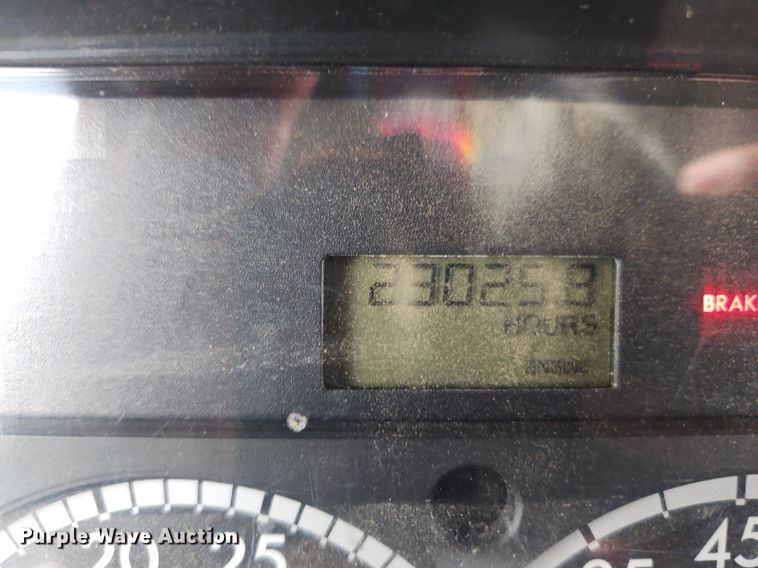 23025.3
HOURS
ENGINE
BRAK
20
25
45
Purple Wave Auction